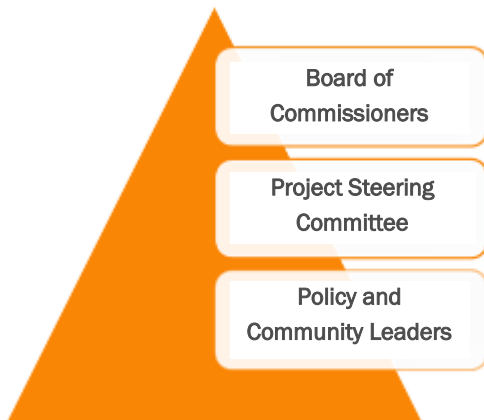 Board of
Commissioners
Project Steering
Committee
Policy and
Community Leaders